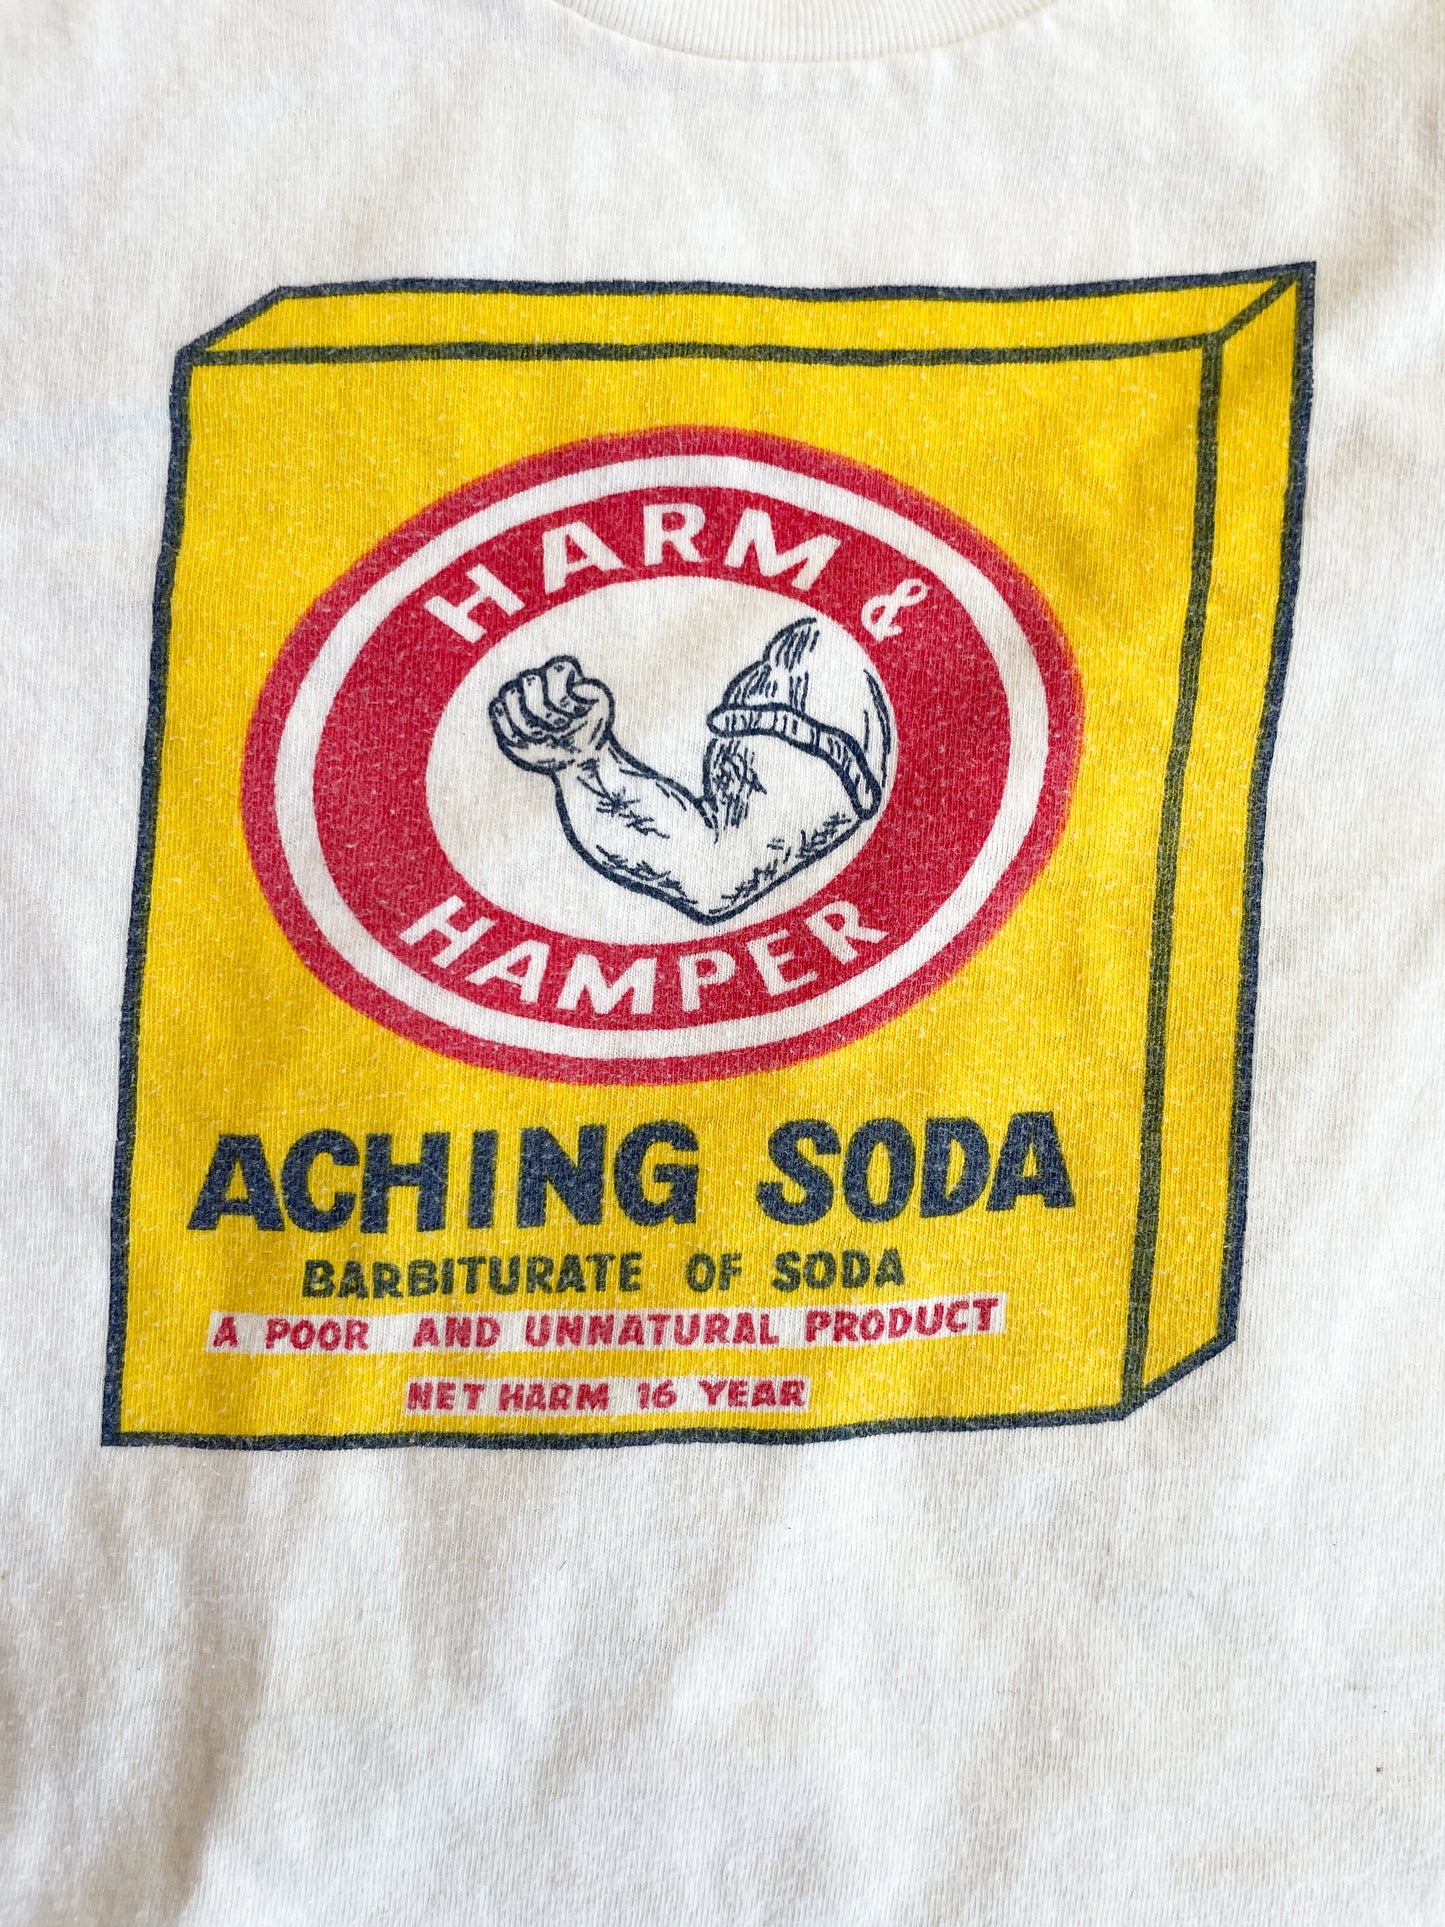 HARM &
HAMPER
ACHING SODA
BARBITURATE OF SODA
A POOR AND UNNATURAL PRODUCT
NET HARM 16 YEAR